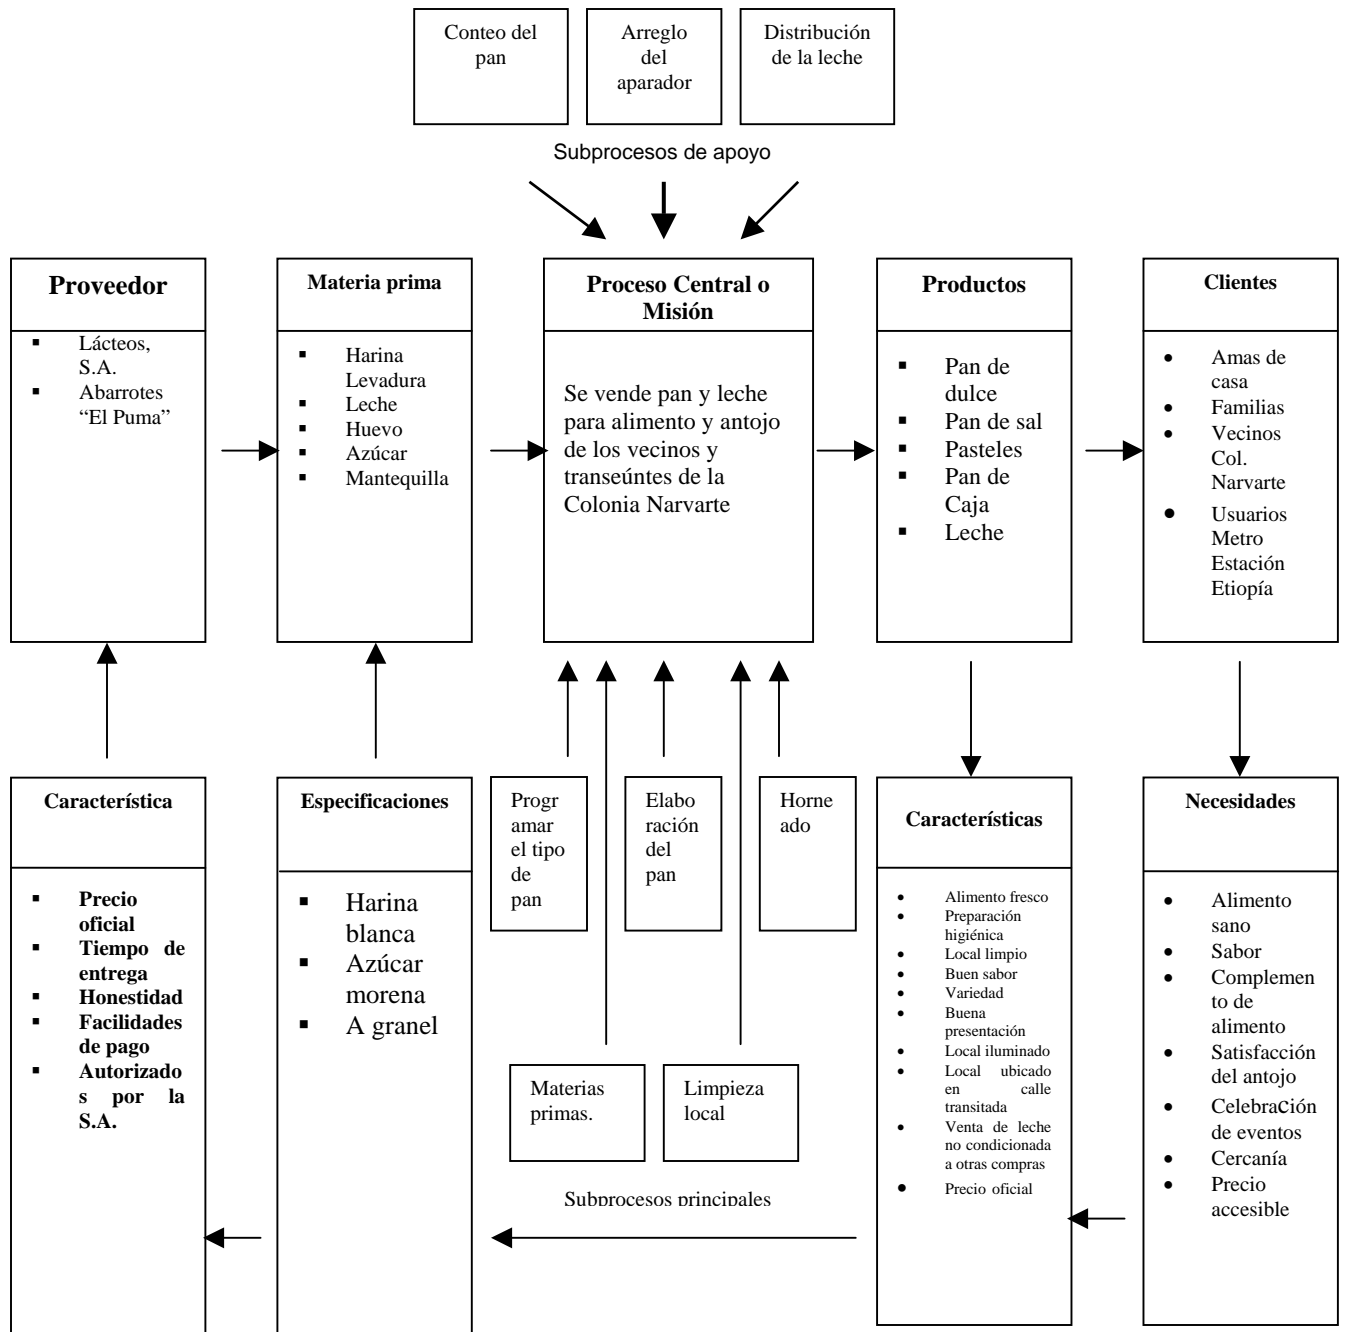 Conteo del
pan
Arreglo
del
aparador
Distribución
de la leche
Subprocesos de apoyo
Proveedor
Lácteos,
S.A.
Abarrotes
“El Puma”
Materia prima
Harina
Levadura
Leche
Huevo
Azúcar
Mantequilla
Proceso Central o
Misión
Se vende pan y leche
para alimento y antojo
de los vecinos y
transeúntes de la
Colonia Narvarte
Productos
Pan de
dulce
Pan de sal
Pasteles
Pan de
Caja
Leche
Clientes
Amas de
casa
Familias
Vecinos
Col.
Narvarte
Usuarios
Metro
Estación
Etiopía
Característica
Precio
oficial
Tiempo de
entrega
Honestidad
Facilidades
de pago
Autorizado
s por la
S.A.
Especificaciones
Harina
blanca
Azúcar
morena
A granel
Progr
amar
el tipo
de
pan
Elabo
ración
del
pan
Horne
ado
Materias
primas.
Limpieza
local
Subprocesos principales
Características
Alimento fresco
Preparación
higiénica
Local limpio
Buen sabor
Variedad
Buena
presentación
Local iluminado
Local ubicado
en calle
transitada
Venta de leche
no condicionada
a otras compras
Precio oficial
Necesidades
Alimento
sano
Sabor
Complemen
to de
alimento
Satisfacción
del antojo
Celebración
de eventos
Cercanía
Precio
accesible